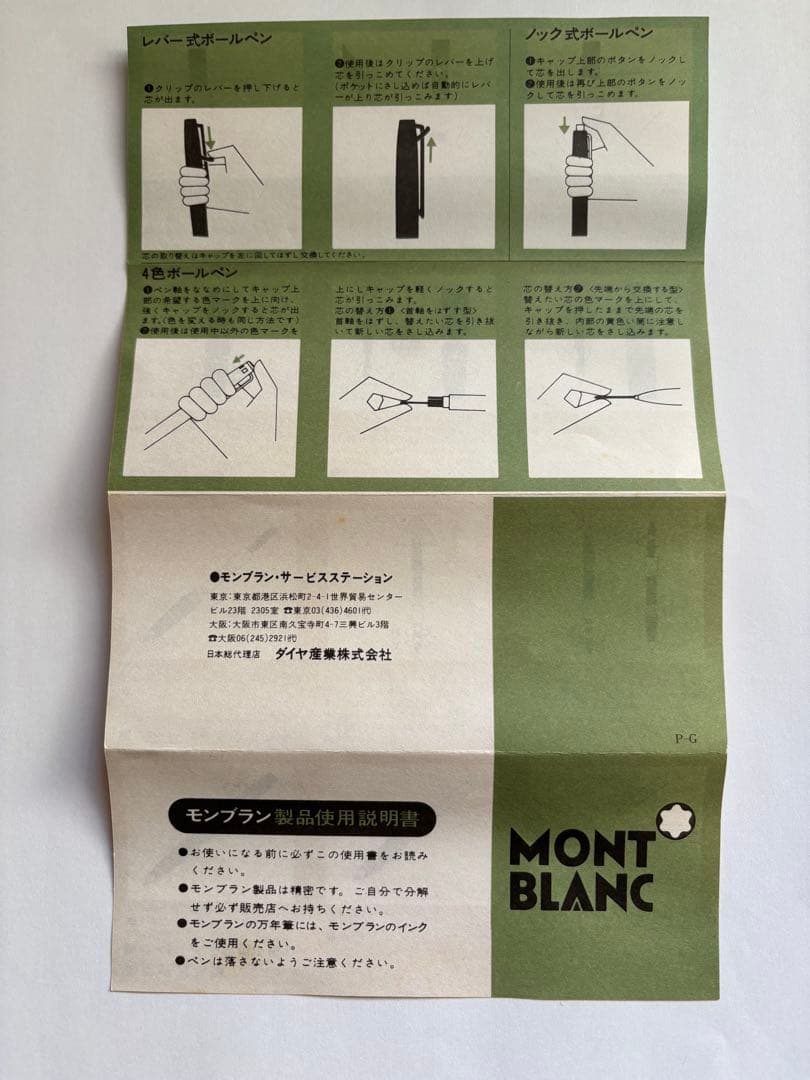 レバー式ボールペン
❶クリップのレバーを押し下げると
芯が出ます。
❷使用後はクリップのレバーを上げ
芯を引っこめてください。
(ポケットにさし込めば自動的にレバ
ーが上り芯が引っこみます)
芯の取り替えはキャップを左に回してはずし交換してください。
ノック式ボールペン
❶キャップ上部のボタンをノックし
て芯を出します。
❷使用後は再び上部のボタンをノッ
クして芯を引っこめます。
4色ボールペン
❶ペン軸をななめにしてキャップ上
部の希望する色マークを上に向け、
強くキャップをノックすると芯が出
ます。(色を変える時も同じ方法です)
❷使用後は使用中以外の色マークを
上にしキャップを軽くノックすると
芯が引っこみます。
芯の替え方❶〈首軸をはずす型〉
首軸をはずし、替えたい芯を引き抜
いて新しい芯をさし込みます。
芯の替え方❷〈先端から交換する型〉
替えたい芯の色マークを上にして、
キャップを押したままで先端の芯を
引き抜き、内部の黄色い筒に注意し
ながら新しい芯をさし込みます。
●モンブラン・サービスステーション
東京:東京都港区浜松町2-4-1世界貿易センター
ビル23階 2305室 ☎東京03(436)4601㈹
大阪:大阪市東区南久宝寺町4-7三興ビル3階
☎大阪06(245)2921㈹
日本総代理店 ダイヤ産業株式会社
P-G
モンブラン製品使用説明書
●お使いになる前に必ずこの使用書をお読み
ください。
●モンブラン製品は精密です。ご自分で分解
せず必ず販売店へお持ちください。
●モンブランの万年筆には、モンブランのインク
をご使用ください。
●ペンは落さないようご注意ください。
MONT
BLANC